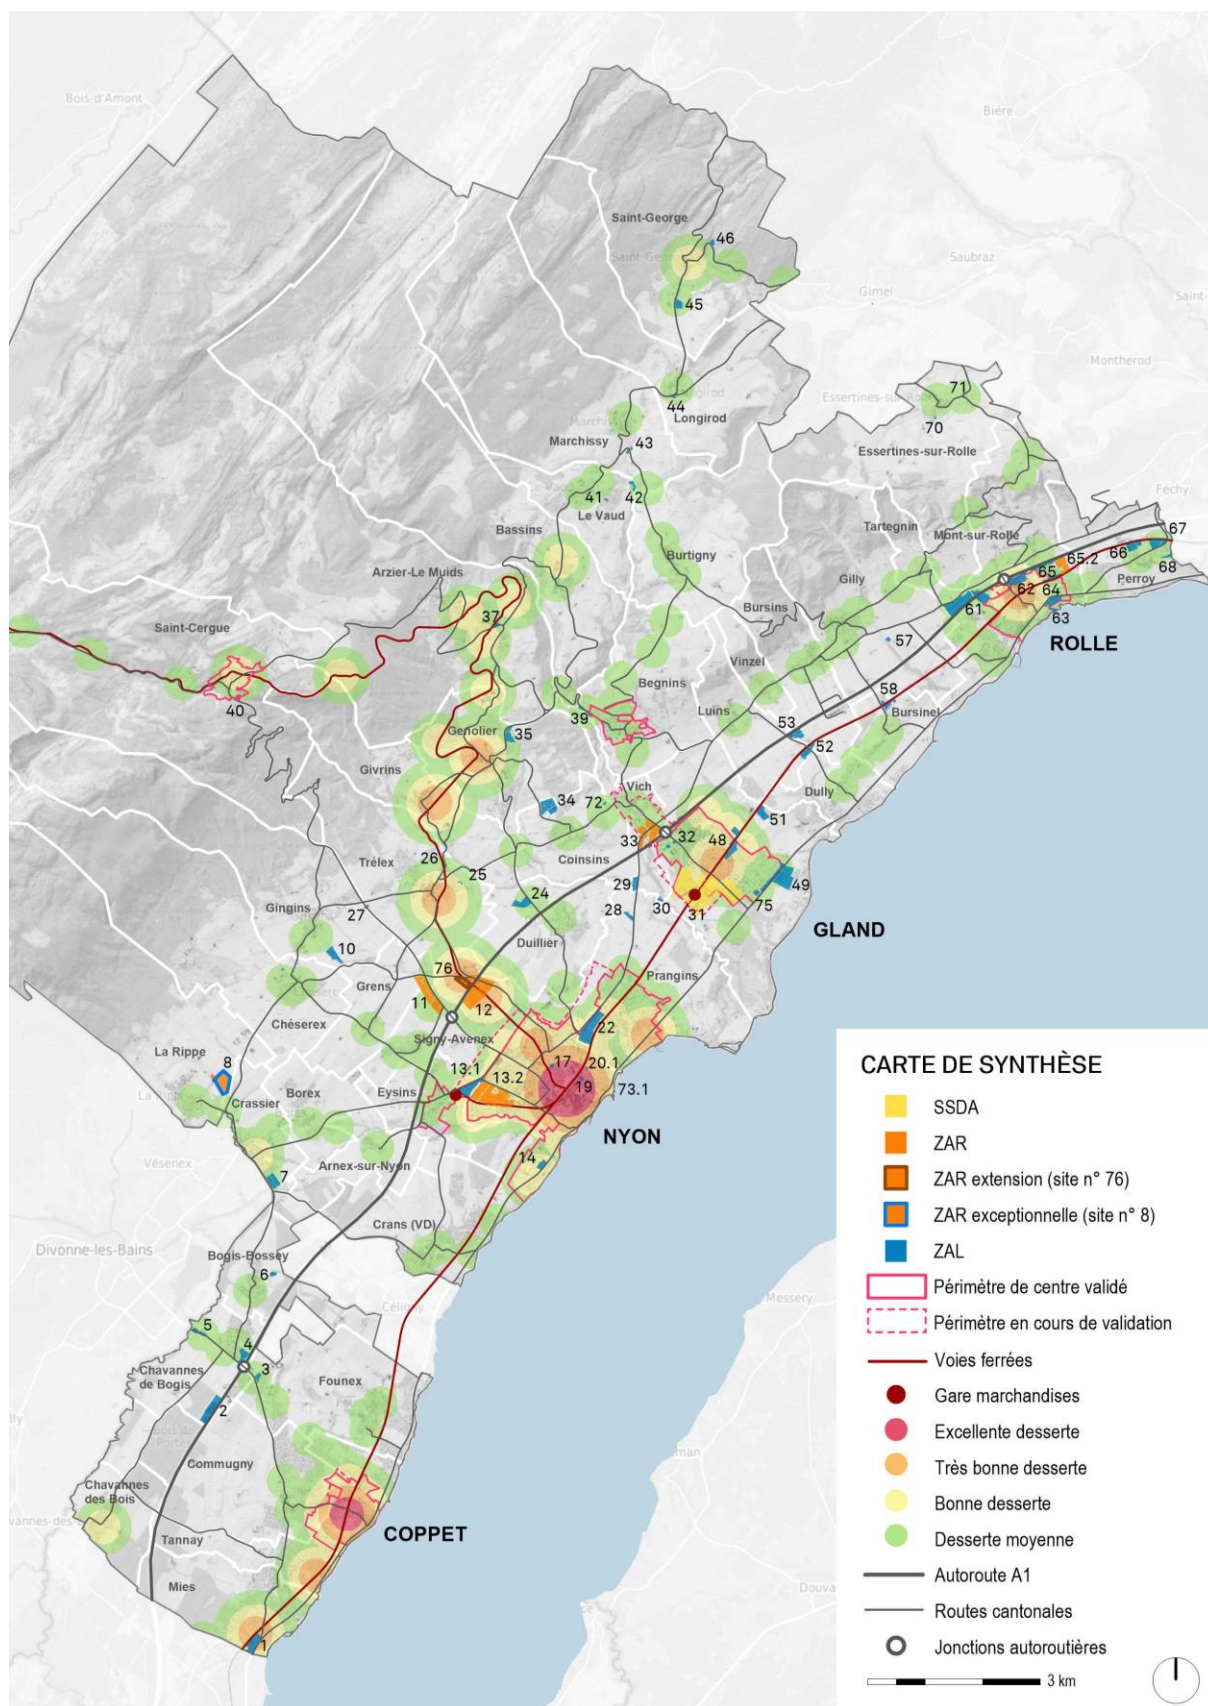 Bois-d'Amont
Bière
Saint-George
46
Saubraz
Gimel
Saint-
45
Montherod
44
Longirod
71
70
Essertines-sur-Rolle
Marchissy
43
41
42
Le Vaud
Féchy
Bassins
Tartegnin
Mont-sur-Rolle
67
66
65.2
65
68
Burtigny
Arzier-Le Muids
Gilly
62
64
Perroy
61
63
Bursins
37
Saint-Cergue
57
ROLLE
Vinzel
Begnins
58
40
39
Luins
Bursinel
53
Genolier
35
52
Givrins
Vich
Dully
34
72
51
33
32
48
Trélex
26
Coinsins
25
29
49
24
30
75
Gingins
27
28
31
GLAND
10
Duillier
76
Prangins
Grens
11
12
Chéserex
22
Signy-Avenex
La Rippe
8
13.1
17
20.1
13.2
19
73.1
Eysins
Borex
Crassier
NYON
Vésenex
14
Arnex-sur-Nyon
7
Crans (VD)
Divonne-les-Bains
Bogis-Bossey
6
Messery
Céligny
5
4
3
Chavannes
de Bogis
Founex
2
Commugny
Chavannes
des Bois
COPPET
Tannay
Mies
1
CARTE DE SYNTHÈSE
SSDA
ZAR
ZAR extension (site n° 76)
ZAR exceptionnelle (site n° 8)
ZAL
Périmètre de centre validé
Périmètre en cours de validation
Voies ferrées
Gare marchandises
Excellente desserte
Très bonne desserte
Bonne desserte
Desserte moyenne
Autoroute A1
Routes cantonales
Jonctions autoroutières
3 km